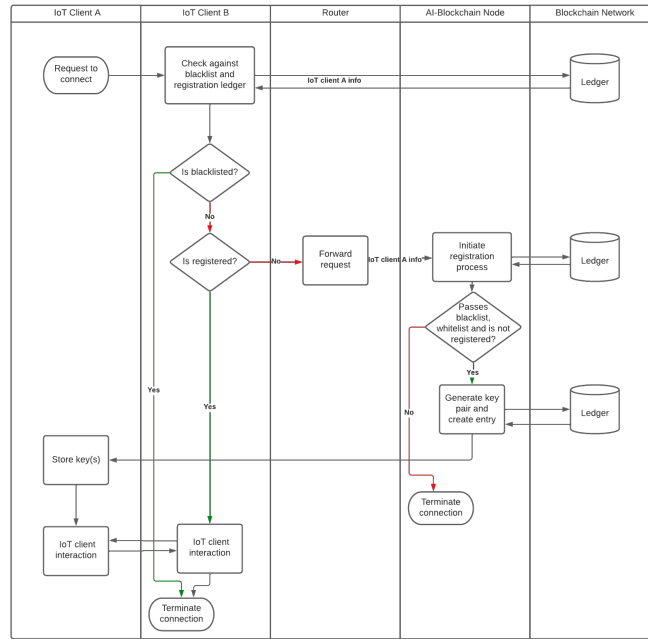 IoT Client A
IoT Client B
Router
AI-Blockchain Node
Blockchain Network
Request to
connect
Check against
blacklist and
registration ledger
IoT client A info
Ledger
Is blacklisted?
No
Is registered?
No
Forward
request
IoT client A info
Initiate
registration
process
Ledger
Passes
blacklist,
whitelist and is not
registered?
Yes
Yes
Yes
No
Generate key
pair and
create entry
Ledger
Store key(s)
Terminate
connection
IoT client
interaction
IoT client
interaction
Terminate
connection